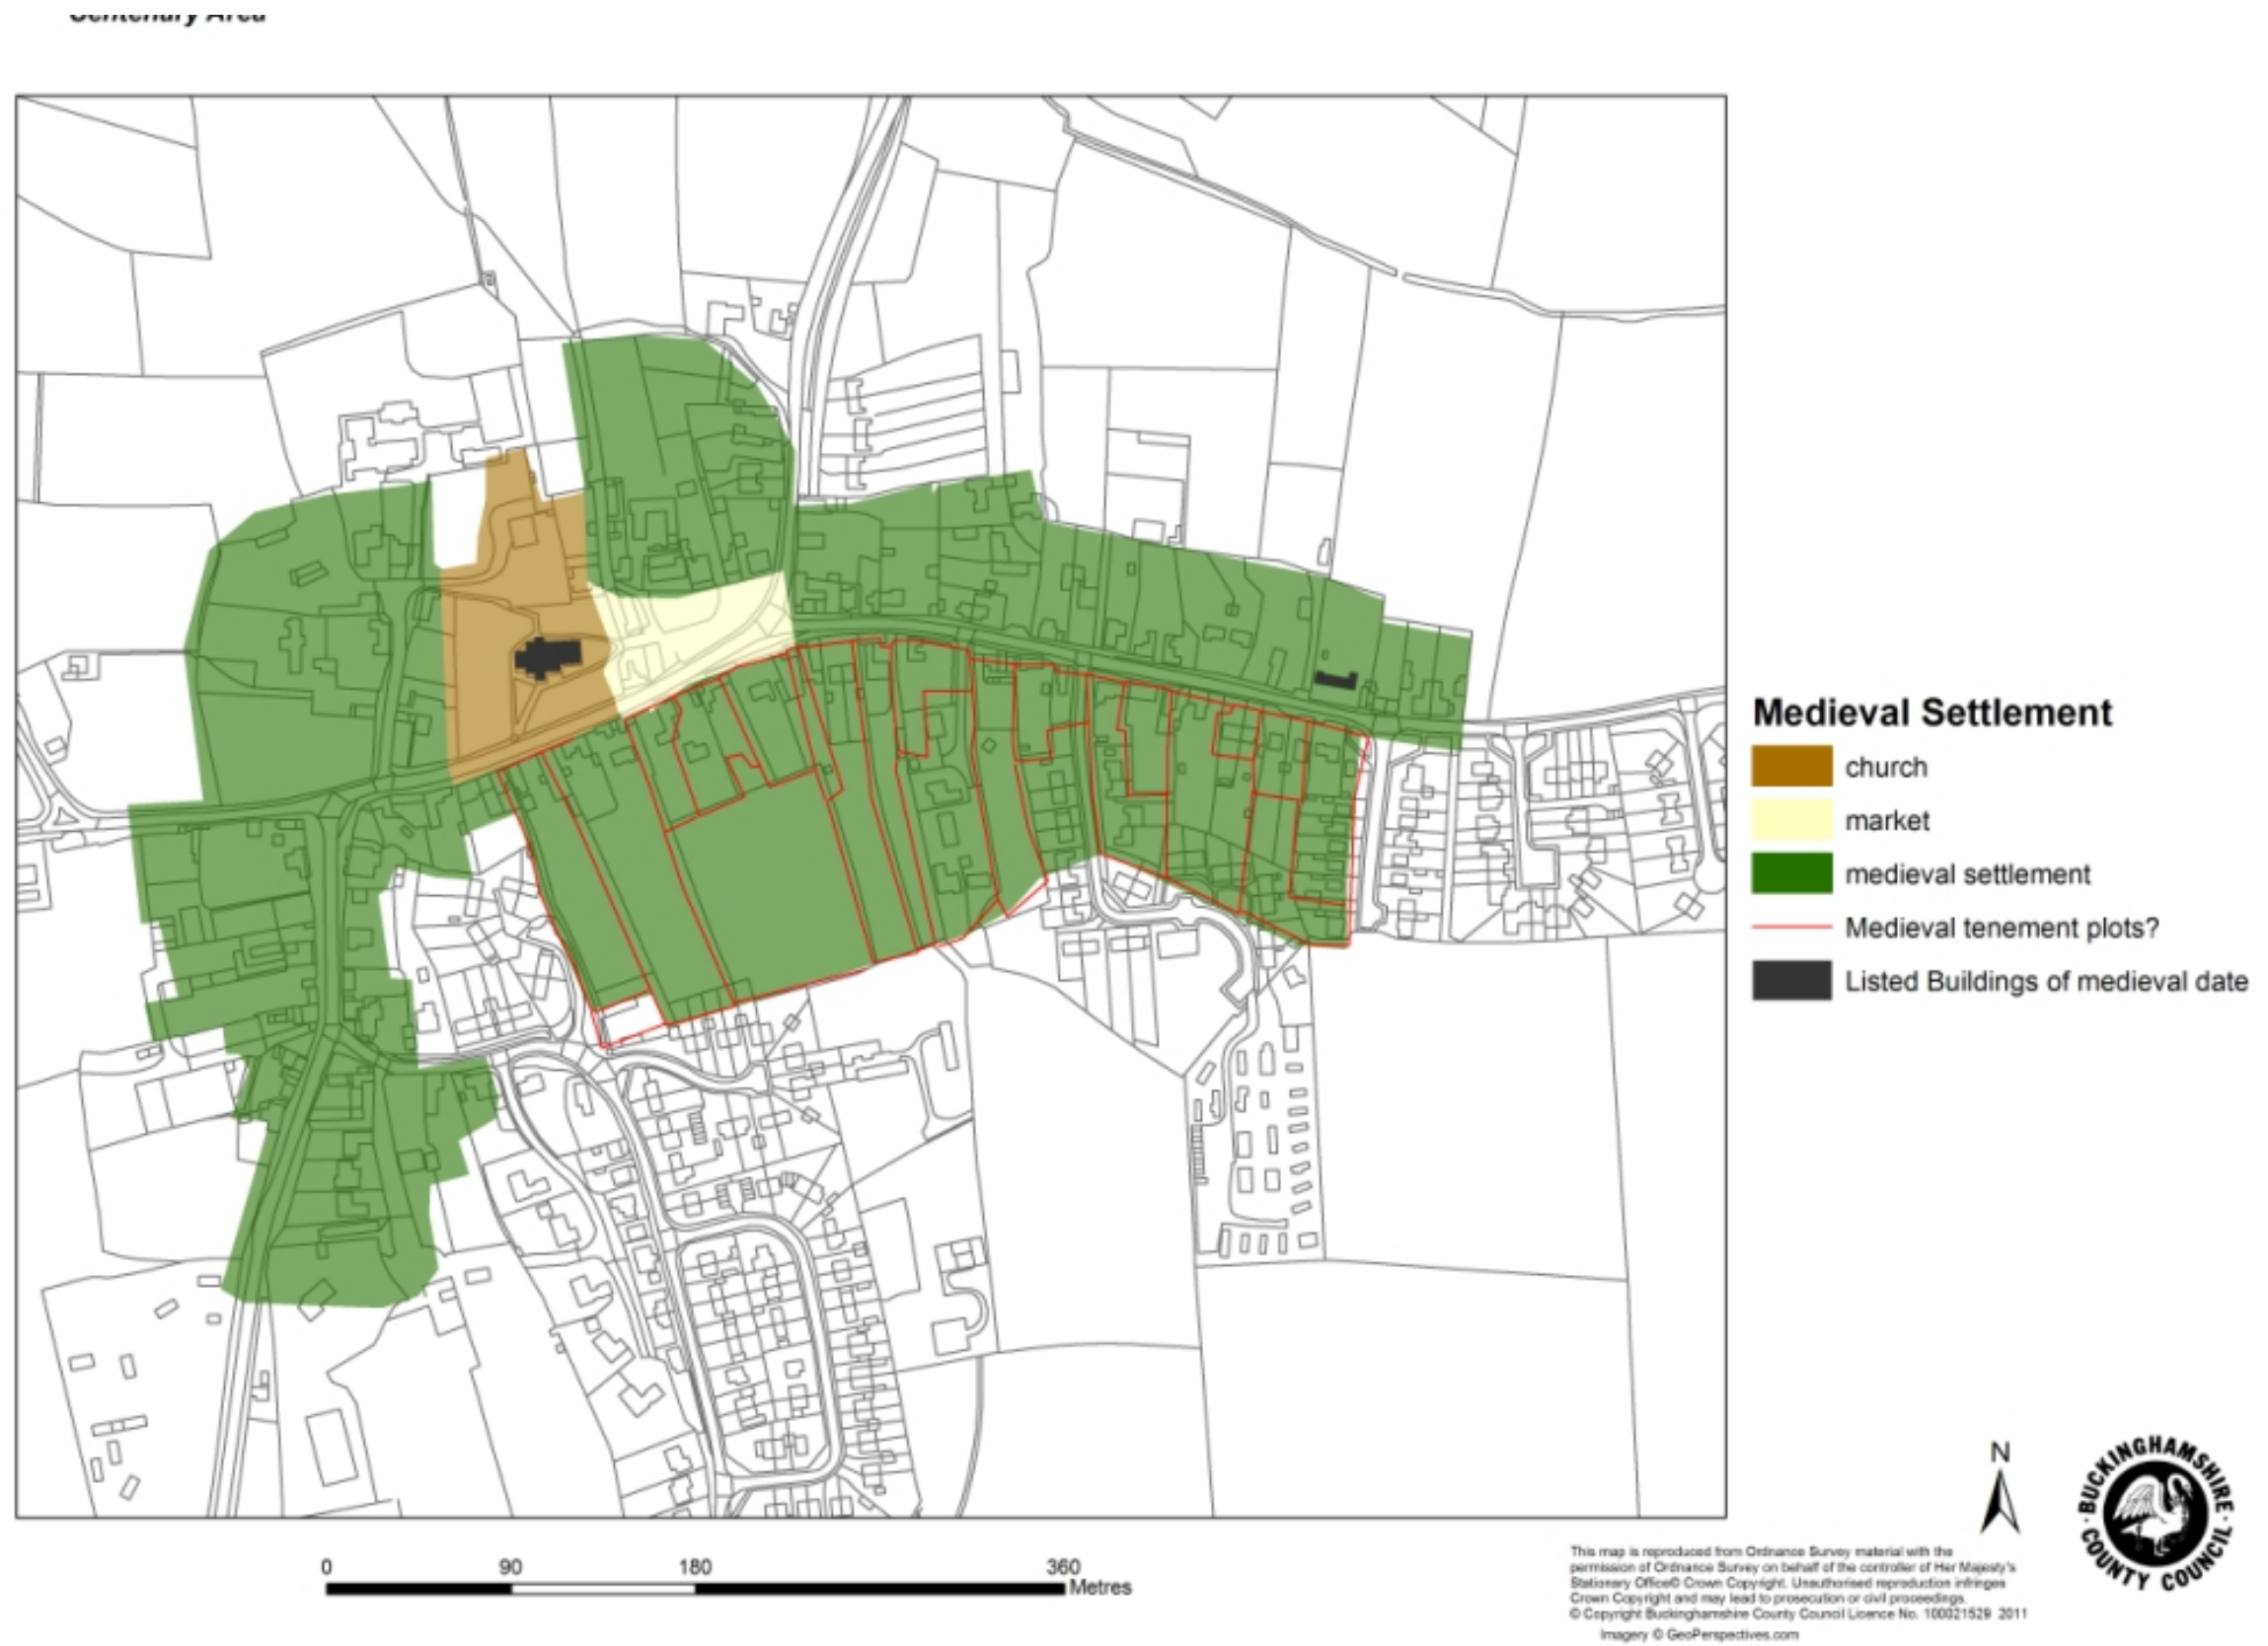 Centenary Area
Medieval Settlement
church
market
medieval settlement
Medieval tenement plots?
Listed Buildings of medieval date
N
BUCKINGHAMSHIRE
COUNTY COUNCIL
0 90 180 360
Metres
This map is reproduced from Ordnance Survey material with the
permission of Ordnance Survey on behalf of the controller of Her Majesty's
Stationary Office© Crown Copyright. Unauthorised reproduction infringes
Crown Copyright and may lead to prosecution or civil proceedings.
© Copyright Buckinghamshire County Council Licence No. 100021529 2011
Imagery © GeoPerspectives.com